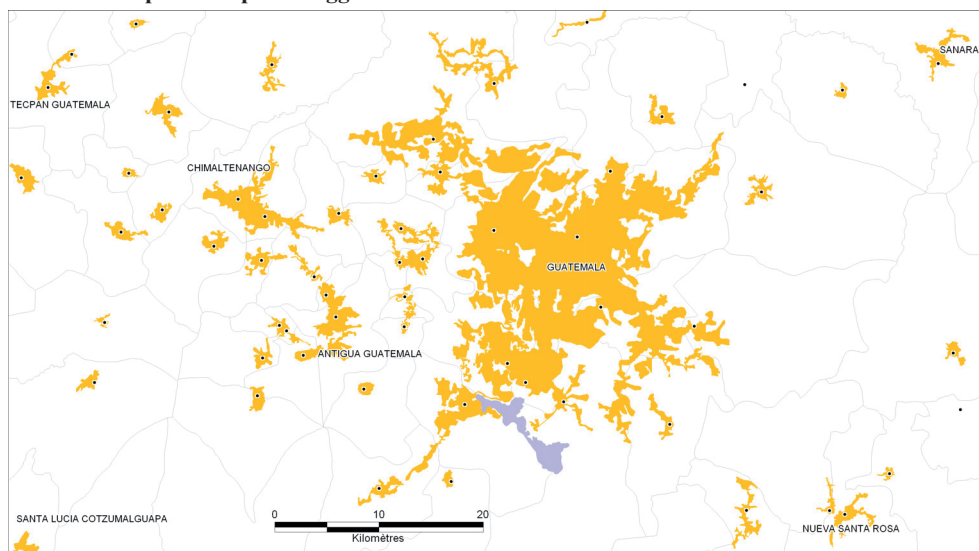 SANARA
TECPAN GUATEMALA
CHIMALTENANGO
GUATEMALA
ANTIGUA GUATEMALA
SANTA LUCIA COTZUMALGUAPA
0 10 20
Kilomètres
NUEVA SANTA ROSA